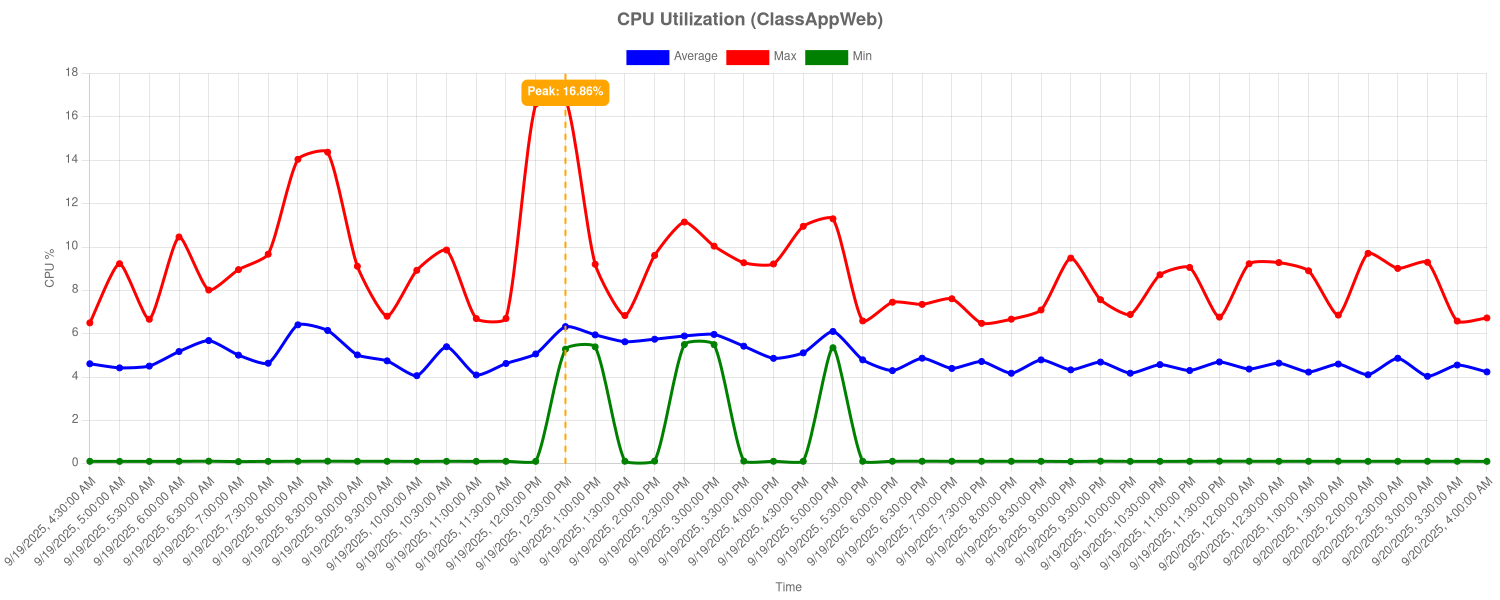 CPU Utilization (ClassAppWeb)
Average Max Min
Peak: 16.86%
18
16
14
12
10
8
6
4
2
0
CPU %
9/19/2025, 4:30:00 AM
9/19/2025, 5:00:00 AM
9/19/2025, 5:30:00 AM
9/19/2025, 6:00:00 AM
9/19/2025, 6:30:00 AM
9/19/2025, 7:00:00 AM
9/19/2025, 7:30:00 AM
9/19/2025, 8:00:00 AM
9/19/2025, 8:30:00 AM
9/19/2025, 9:00:00 AM
9/19/2025, 9:30:00 AM
9/19/2025, 10:00:00 AM
9/19/2025, 10:30:00 AM
9/19/2025, 11:00:00 AM
9/19/2025, 11:30:00 AM
9/19/2025, 12:00:00 PM
9/19/2025, 12:30:00 PM
9/19/2025, 1:00:00 PM
9/19/2025, 1:30:00 PM
9/19/2025, 2:00:00 PM
9/19/2025, 2:30:00 PM
9/19/2025, 3:00:00 PM
9/19/2025, 3:30:00 PM
9/19/2025, 4:00:00 PM
9/19/2025, 4:30:00 PM
9/19/2025, 5:00:00 PM
9/19/2025, 5:30:00 PM
9/19/2025, 6:00:00 PM
9/19/2025, 6:30:00 PM
9/19/2025, 7:00:00 PM
9/19/2025, 7:30:00 PM
9/19/2025, 8:00:00 PM
9/19/2025, 8:30:00 PM
9/19/2025, 9:00:00 PM
9/19/2025, 9:30:00 PM
9/19/2025, 10:00:00 PM
9/19/2025, 10:30:00 PM
9/19/2025, 11:00:00 PM
9/19/2025, 11:30:00 PM
9/20/2025, 12:00:00 AM
9/20/2025, 12:30:00 AM
9/20/2025, 1:00:00 AM
9/20/2025, 1:30:00 AM
9/20/2025, 2:00:00 AM
9/20/2025, 2:30:00 AM
9/20/2025, 3:00:00 AM
9/20/2025, 3:30:00 AM
9/20/2025, 4:00:00 AM
Time